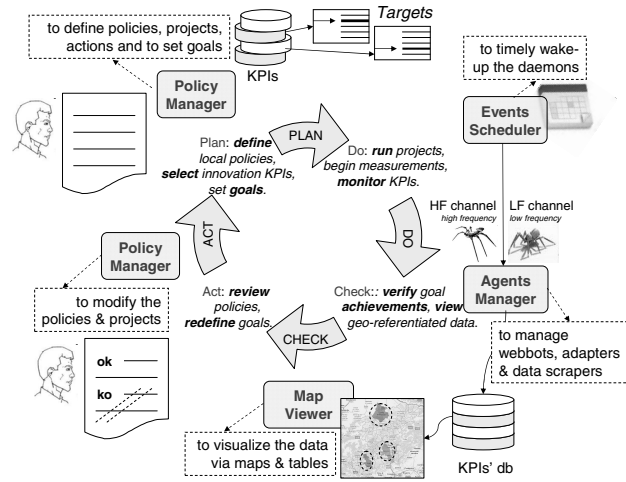 Targets
to define policies, projects,
actions and to set goals
KPIs
Policy
Manager
to timely wake-
up the daemons
Events
Scheduler
PLAN
Plan: define
local policies,
select innovation KPIs,
set goals.
Do: run projects,
begin measurements,
monitor KPIs.
HF channel
high frequency
LF channel
low frequency
DO
ACT
Policy
Manager
Agents
Manager
to modify the
policies & projects
Act: review
policies,
redefine goals.
Check:: verify goal
achievements, view
geo-referentiated data.
CHECK
to manage
webbots, adapters
& data scrapers
ok
ko
Map
Viewer
to visualize the data
via maps & tables
KPIs' db